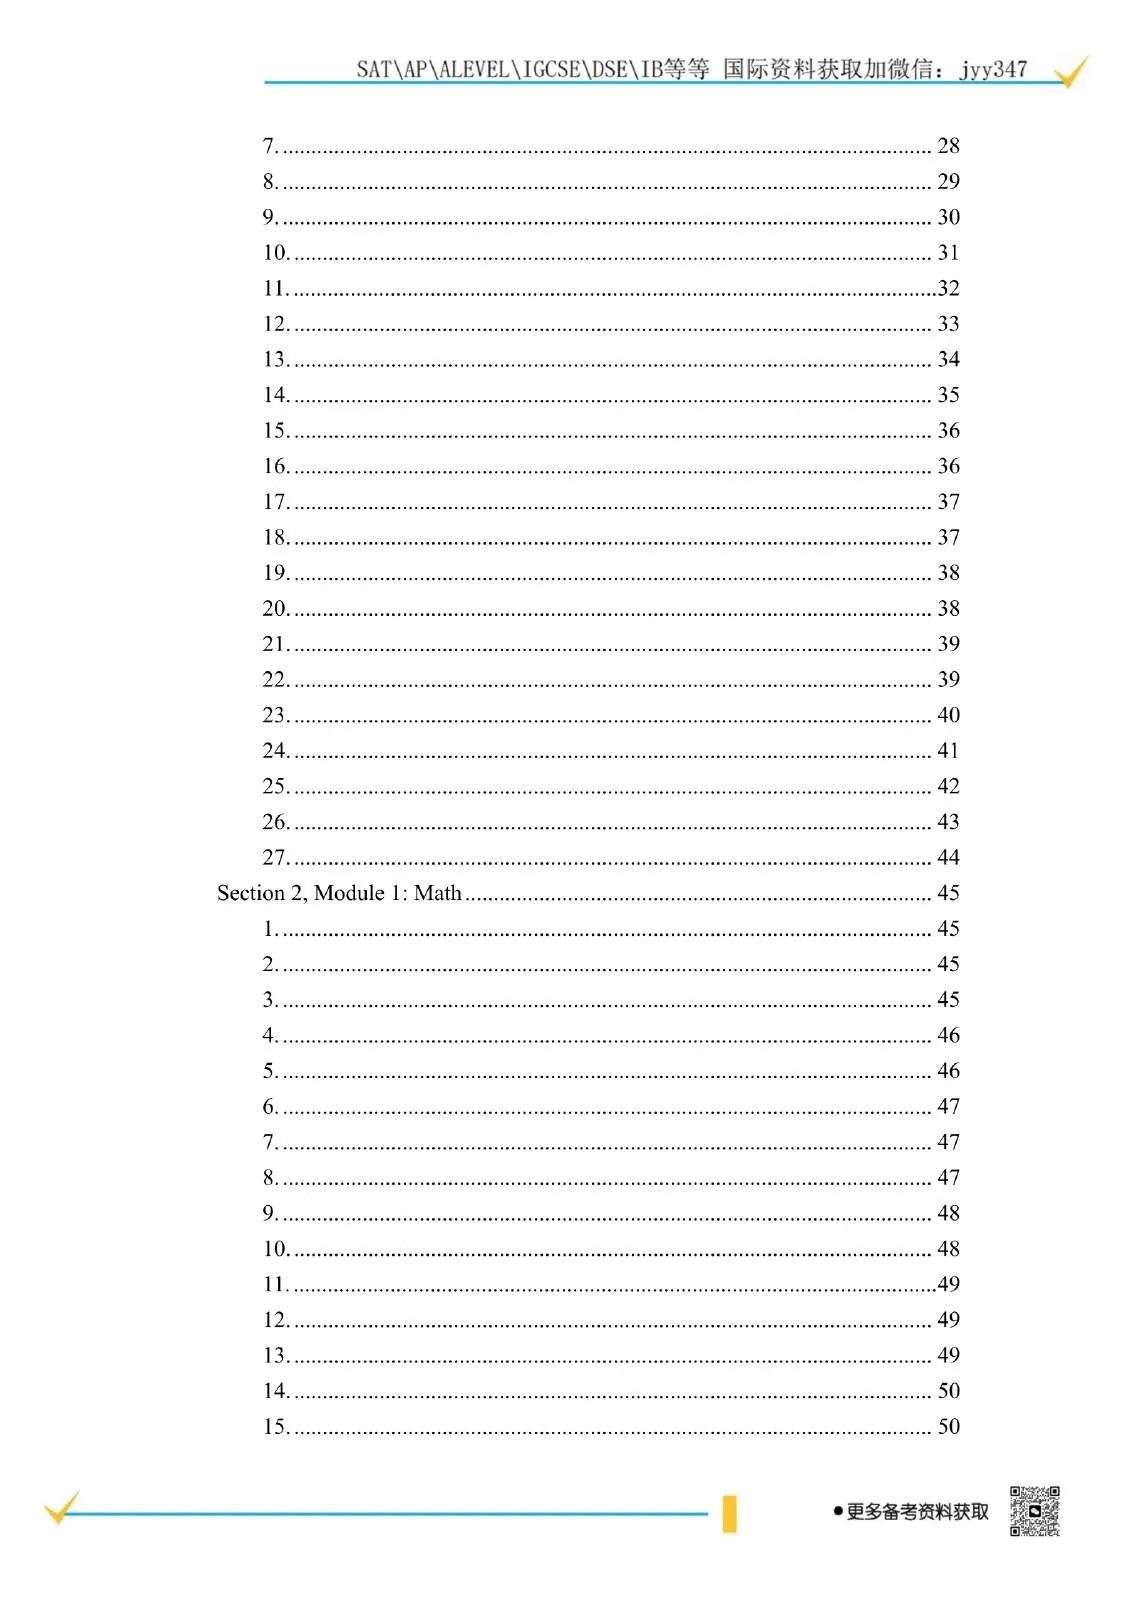 SAT\AP\ALEVEL\IGCSE\DSE\IB等等 国际资料获取加微信：jyy347
7. ........ 28
8. ........ 29
9. ........ 30
10. ........ 31
11. ........ 32
12. ........ 33
13. ........ 34
14. ........ 35
15. ........ 36
16. ........ 36
17. ........ 37
18. ........ 37
19. ........ 38
20. ........ 38
21. ........ 39
22. ........ 39
23. ........ 40
24. ........ 41
25. ........ 42
26. ........ 43
27. ........ 44
Section 2, Module 1: Math ........ 45
1. ........ 45
2. ........ 45
3. ........ 45
4. ........ 46
5. ........ 46
6. ........ 47
7. ........ 47
8. ........ 47
9. ........ 48
10. ........ 48
11. ........ 49
12. ........ 49
13. ........ 49
14. ........ 50
15. ........ 50
●更多备考资料获取